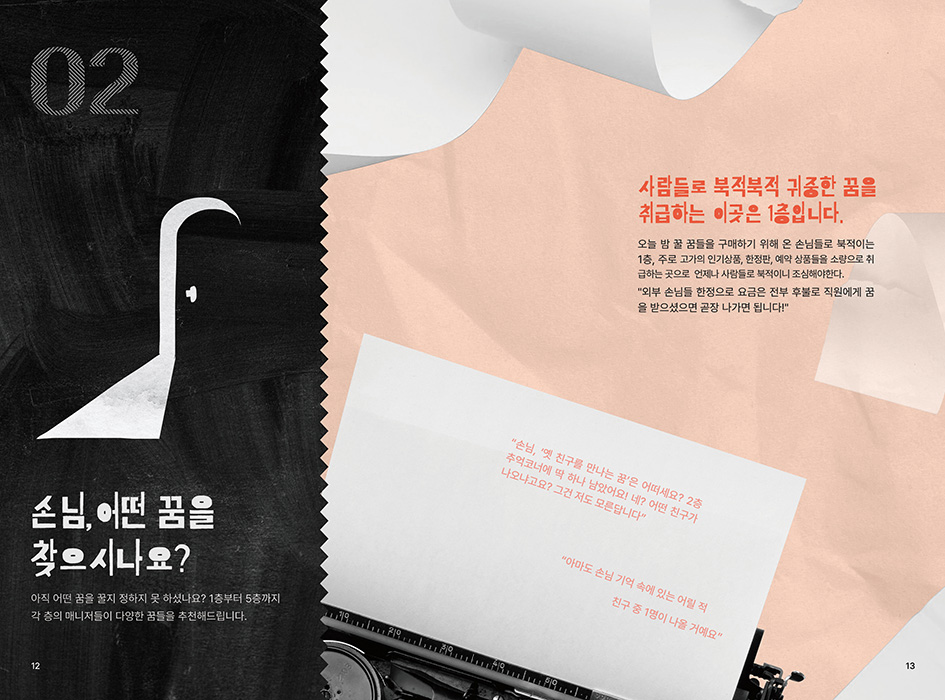 02
손님, 어떤 꿈을
찾으시나요?
아직 어떤 꿈을 꿀지 정하지 못 하셨나요? 1층부터 5층까지
각 층의 매니저들이 다양한 꿈들을 추천해드립니다.
12
사람들로 북적북적 귀중한 꿈을
취급하는 이곳은 1층입니다.
오늘 밤 꿀 꿈들을 구매하기 위해 온 손님들로 북적이는
1층, 주로 고가의 인기상품, 한정판, 예약 상품들을 소량으로 취
급하는 곳으로 언제나 사람들로 북적이니 조심해야한다.
"외부 손님들 한정으로 요금은 전부 후불로 직원에게 꿈
을 받으셨으면 곧장 나가면 됩니다!"
"손님, '옛 친구를 만나는 꿈'은 어떠세요? 2층
추억코너에 딱 하나 남았어요! 네? 어떤 친구가
나오냐고요? 그건 저도 모른답니다"
"아마도 손님 기억 속에 있는 어릴 적
친구 중 1명이 나올 거예요"
10 20 30 40 50
13